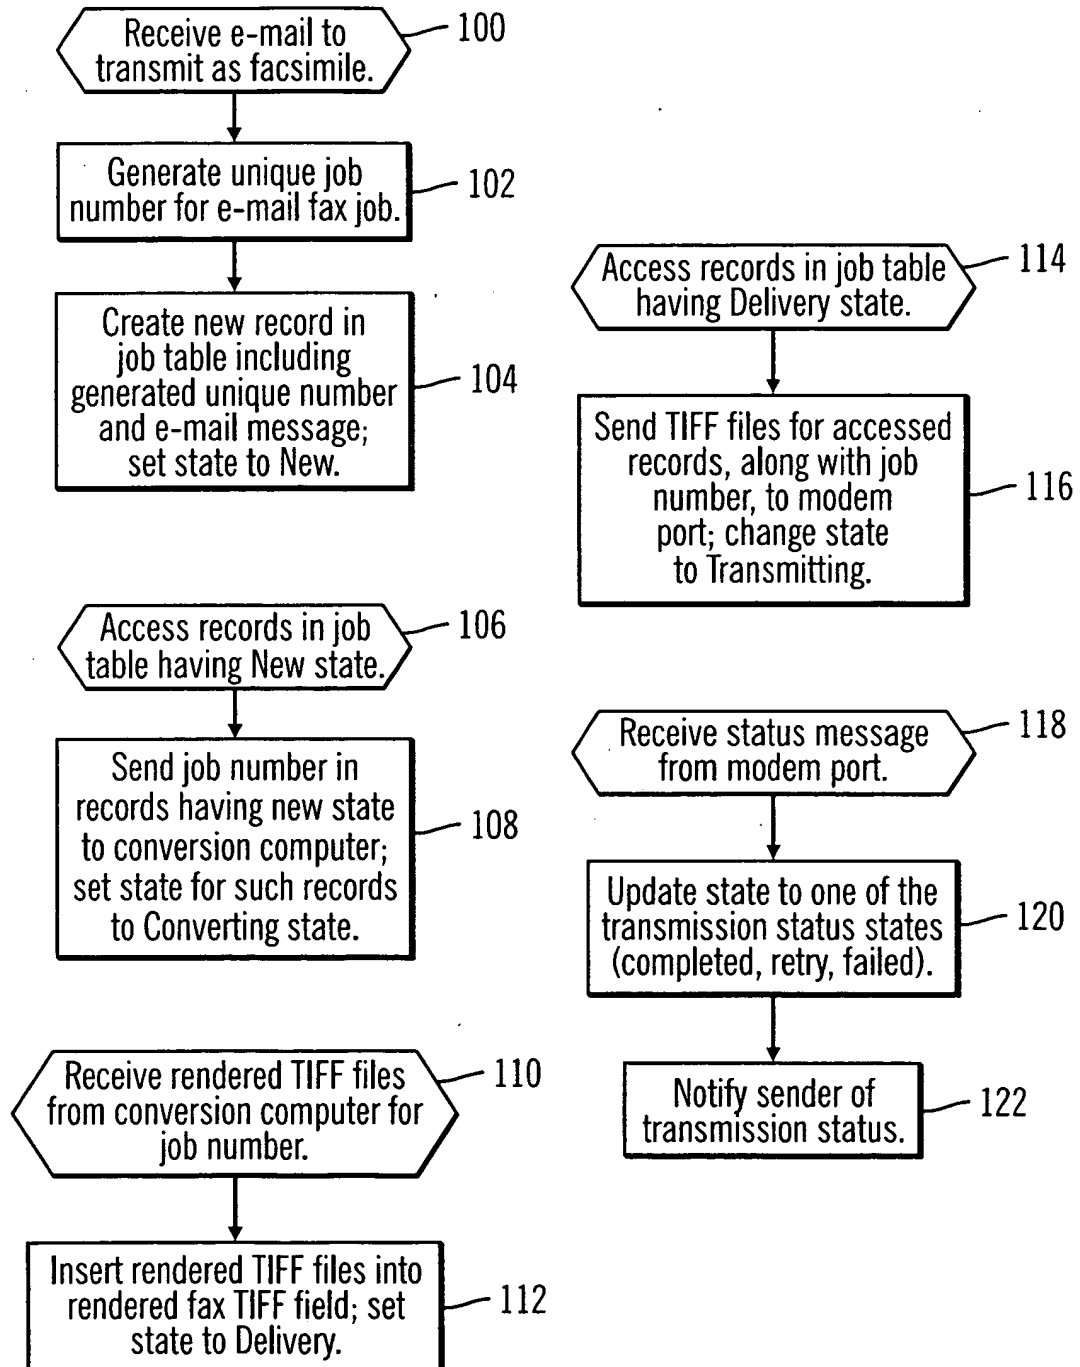 Receive e-mail to
transmit as facsimile.
100
Generate unique job
number for e-mail fax job.
102
Create new record in
job table including
generated unique number
and e-mail message;
set state to New.
104
Access records in job
table having New state.
106
Send job number in
records having new state
to conversion computer;
set state for such records
to Converting state.
108
Receive rendered TIFF files
from conversion computer for
job number.
110
Insert rendered TIFF files into
rendered fax TIFF field; set
state to Delivery.
112
Access records in job table
having Delivery state.
114
Send TIFF files for accessed
records, along with job
number, to modem
port; change state
to Transmitting.
116
Receive status message
from modem port.
118
Update state to one of the
transmission status states
(completed, retry, failed).
120
Notify sender of
transmission status.
122